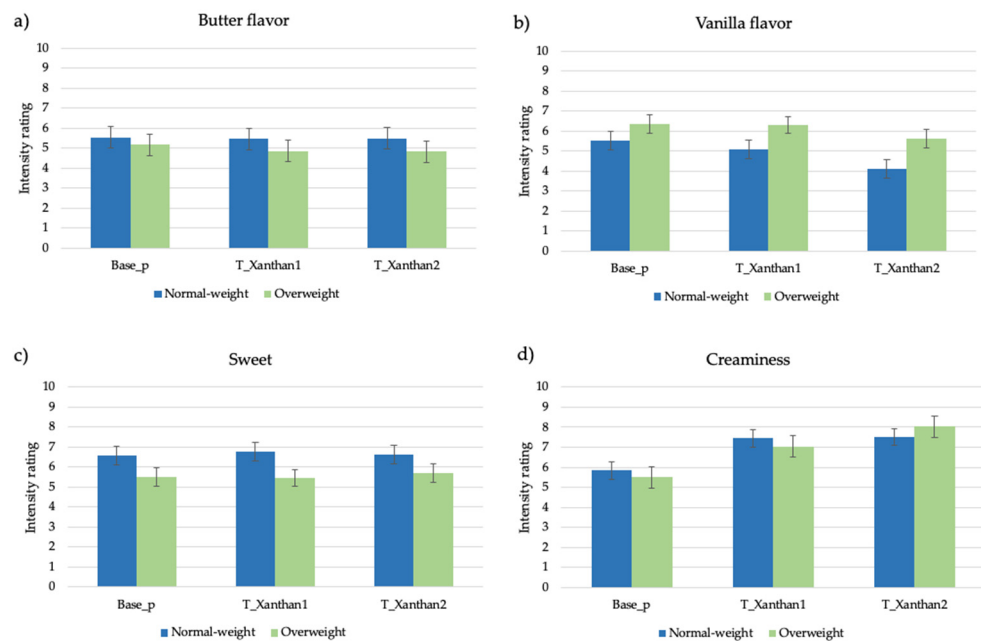 a)
Butter flavor
Intensity rating
10
9
8
7
6
5
4
3
2
1
0
Base_p T_Xanthan1 T_Xanthan2
Normal-weight Overweight
b)
Vanilla flavor
Intensity rating
10
9
8
7
6
5
4
3
2
1
0
Base_p T_Xanthan1 T_Xanthan2
Normal-weight Overweight
c)
Sweet
Intensity rating
10
9
8
7
6
5
4
3
2
1
0
Base_p T_Xanthan1 T_Xanthan2
Normal-weight Overweight
d)
Creaminess
Intensity rating
10
9
8
7
6
5
4
3
2
1
0
Base_p T_Xanthan1 T_Xanthan2
Normal-weight Overweight